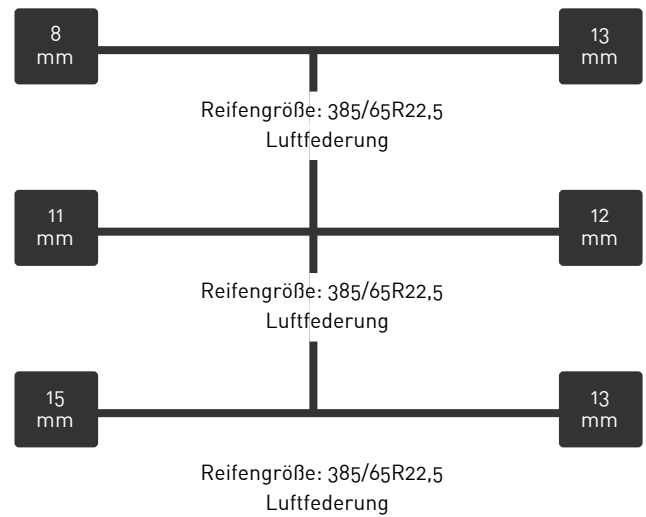 8
mm
13
mm
Reifengröße: 385/65R22,5
Luftfederung
11
mm
12
mm
Reifengröße: 385/65R22,5
Luftfederung
15
mm
13
mm
Reifengröße: 385/65R22,5
Luftfederung